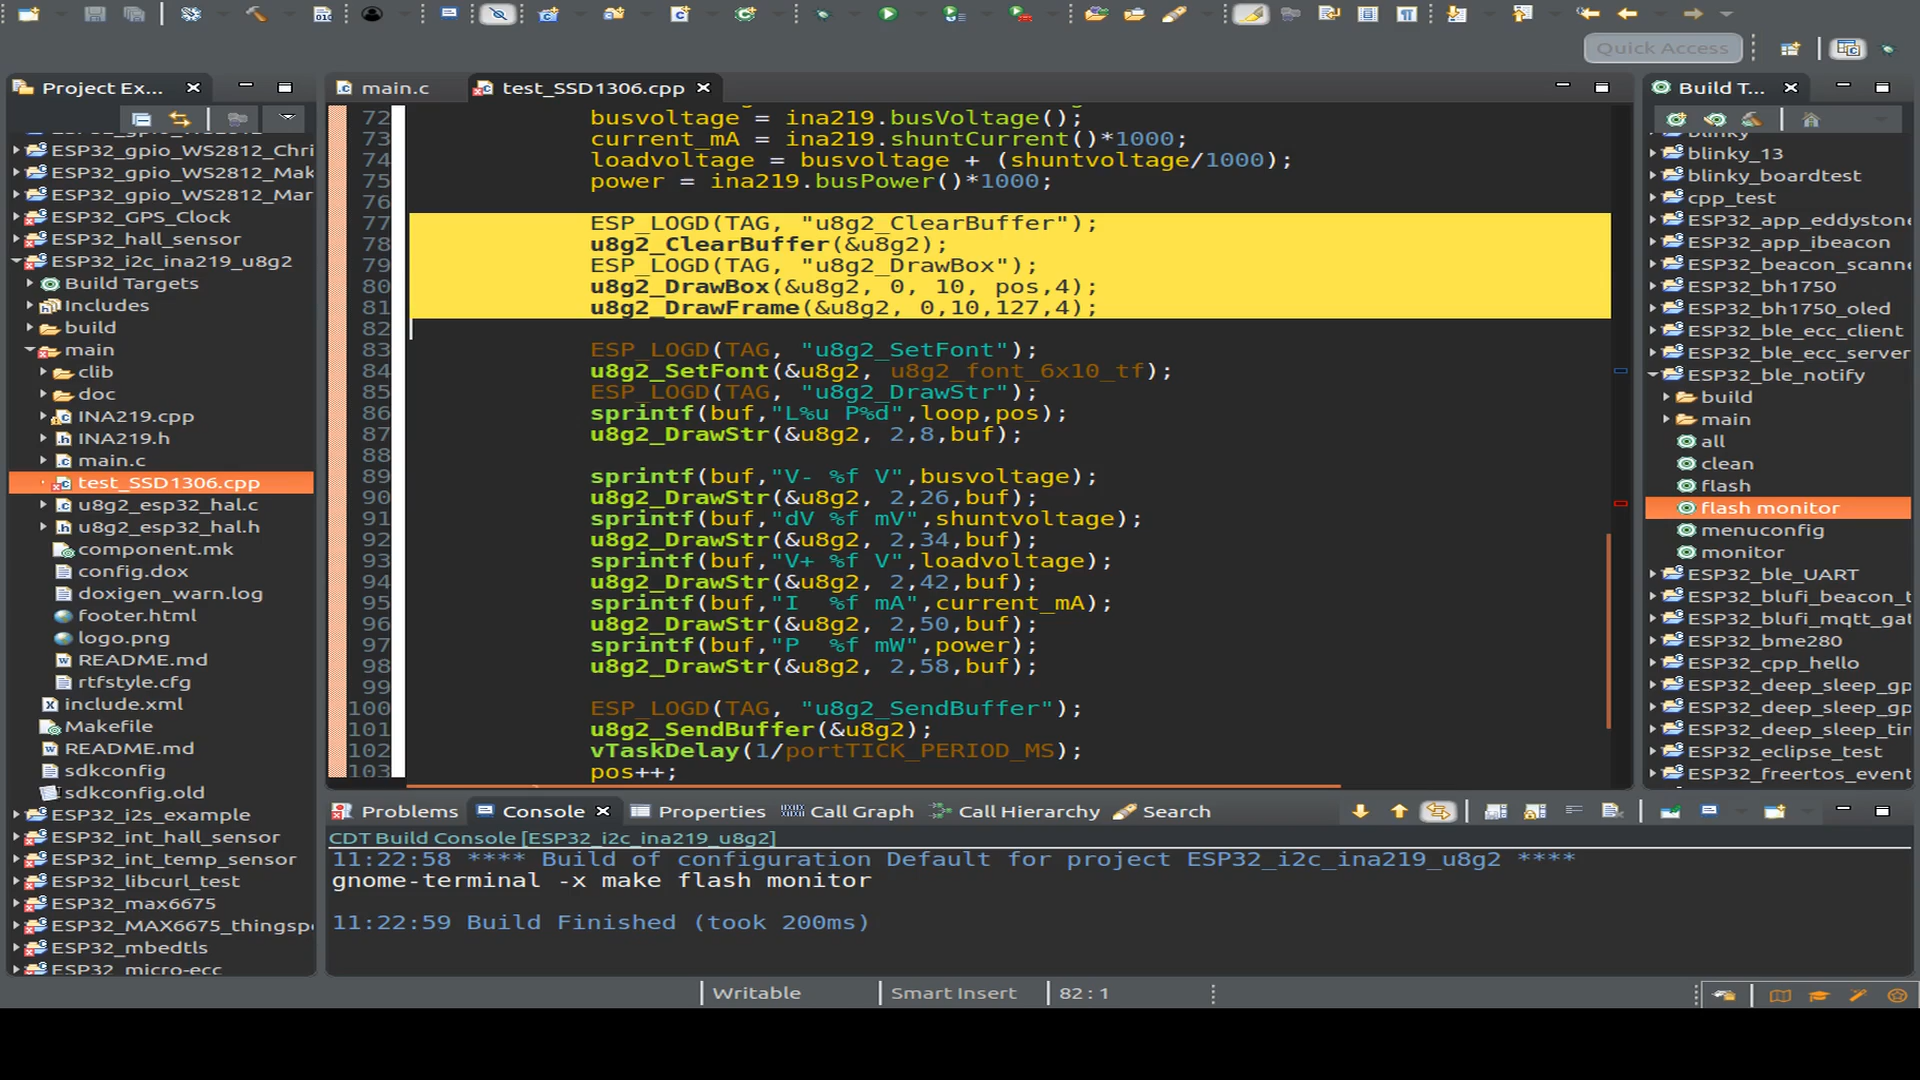 Quick Access
Project Ex...
ESP32_gpio_WS2812_Chri
ESP32_gpio_WS2812_Mak
ESP32_gpio_WS2812_Mar
ESP32_GPS_Clock
ESP32_hall_sensor
ESP32_i2c_ina219_u8g2
Build Targets
Includes
build
main
clib
doc
INA219.cpp
INA219.h
main.c
test_SSD1306.cpp
u8g2_esp32_hal.c
u8g2_esp32_hal.h
component.mk
config.dox
doxigen_warn.log
footer.html
logo.png
README.md
rtfstyle.cfg
include.xml
Makefile
README.md
sdkconfig
sdkconfig.old
ESP32_i2s_example
ESP32_int_hall_sensor
ESP32_int_temp_sensor
ESP32_libcurl_test
ESP32_max6675
ESP32_MAX6675_thingsp
ESP32_mbedtls
ESP32_micro-ecc
main.c
test_SSD1306.cpp
72 busvoltage = ina219.busVoltage();
73 current_mA = ina219.shuntCurrent()*1000;
74 loadvoltage = busvoltage + (shuntvoltage/1000);
75 power = ina219.busPower()*1000;
76
77 ESP_LOGD(TAG, "u8g2_ClearBuffer");
78 u8g2_ClearBuffer(&u8g2);
79 ESP_LOGD(TAG, "u8g2_DrawBox");
80 u8g2_DrawBox(&u8g2, 0, 10, pos,4);
81 u8g2_DrawFrame(&u8g2, 0,10,127,4);
82
83 ESP_LOGD(TAG, "u8g2_SetFont");
84 u8g2_SetFont(&u8g2, u8g2_font_6x10_tf);
85 ESP_LOGD(TAG, "u8g2_DrawStr");
86 sprintf(buf,"L%u P%d",loop,pos);
87 u8g2_DrawStr(&u8g2, 2,8,buf);
88
89 sprintf(buf,"V- %f V",busvoltage);
90 u8g2_DrawStr(&u8g2, 2,26,buf);
91 sprintf(buf,"dV %f mV",shuntvoltage);
92 u8g2_DrawStr(&u8g2, 2,34,buf);
93 sprintf(buf,"V+ %f V",loadvoltage);
94 u8g2_DrawStr(&u8g2, 2,42,buf);
95 sprintf(buf,"I  %f mA",current_mA);
96 u8g2_DrawStr(&u8g2, 2,50,buf);
97 sprintf(buf,"P  %f mW",power);
98 u8g2_DrawStr(&u8g2, 2,58,buf);
99
100 ESP_LOGD(TAG, "u8g2_SendBuffer");
101 u8g2_SendBuffer(&u8g2);
102 vTaskDelay(1/portTICK_PERIOD_MS);
103 pos++;
Build T...
blinky
blinky_13
blinky_boardtest
cpp_test
ESP32_app_eddystone
ESP32_app_ibeacon
ESP32_beacon_scanne
ESP32_bh1750
ESP32_bh1750_oled
ESP32_ble_ecc_client
ESP32_ble_ecc_server
ESP32_ble_notify
build
main
all
clean
flash
flash monitor
menuconfig
monitor
ESP32_ble_UART
ESP32_blufi_beacon_t
ESP32_blufi_mqtt_gat
ESP32_bme280
ESP32_cpp_hello
ESP32_deep_sleep_gp
ESP32_deep_sleep_gp
ESP32_deep_sleep_tim
ESP32_eclipse_test
ESP32_freertos_event
Problems
Console
Properties
Call Graph
Call Hierarchy
Search
CDT Build Console [ESP32_i2c_ina219_u8g2]
11:22:58 **** Build of configuration Default for project ESP32_i2c_ina219_u8g2 ****
gnome-terminal -x make flash monitor
11:22:59 Build Finished (took 200ms)
Writable
Smart Insert
82 : 1